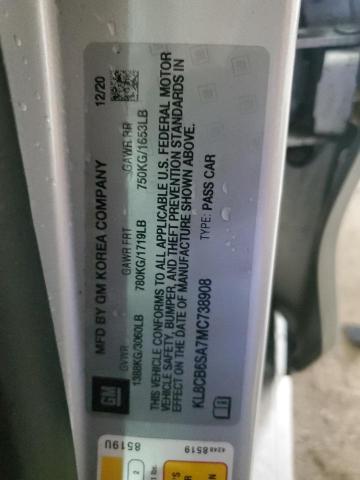 GM
MFD BY GM KOREA COMPANY 12/20
GVWR GAWR FRT GAWR RR
1388KG/3060LB 780KG/1719LB 750KG/1653LB
THIS VEHICLE CONFORMS TO ALL APPLICABLE U.S. FEDERAL MOTOR
VEHICLE SAFETY, BUMPER, AND THEFT PREVENTION STANDARDS IN
EFFECT ON THE DATE OF MANUFACTURE SHOWN ABOVE.
TYPE: PASS CAR
KL8CB6SA7MC738908
8519U
4249 8519
2